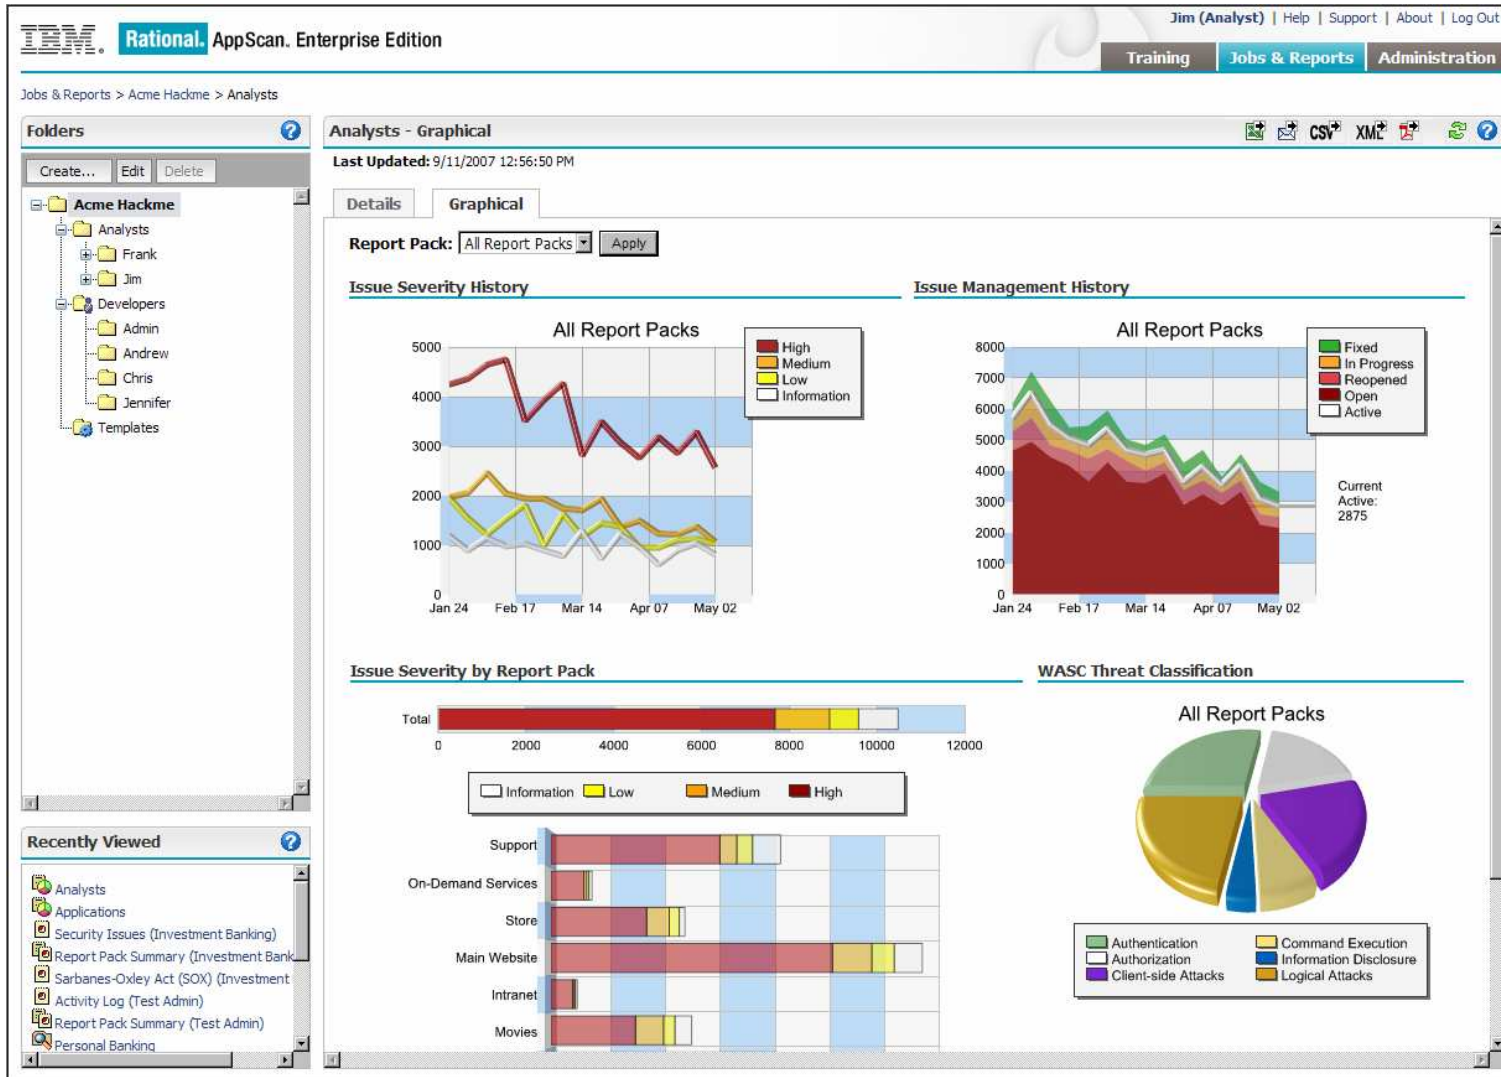 IBM. Rational. AppScan. Enterprise Edition
Jim (Analyst) | Help | Support | About | Log Out
Training Jobs & Reports Administration
Jobs & Reports > Acme Hackme > Analysts
Folders
Create... Edit Delete
Acme Hackme
Analysts
Frank
Jim
Developers
Admin
Andrew
Chris
Jennifer
Templates
Recently Viewed
Analysts
Applications
Security Issues (Investment Banking)
Report Pack Summary (Investment Bank
Sarbanes-Oxley Act (SOX) (Investment
Activity Log (Test Admin)
Report Pack Summary (Test Admin)
Personal Banking
Analysts - Graphical
CSV XML
Last Updated: 9/11/2007 12:56:50 PM
Details Graphical
Report Pack: All Report Packs Apply
Issue Severity History
All Report Packs
High
Medium
Low
Information
5000
4000
3000
2000
1000
0
Jan 24 Feb 17 Mar 14 Apr 07 May 02
Issue Management History
All Report Packs
Fixed
In Progress
Reopened
Open
Active
8000
7000
6000
5000
4000
3000
2000
1000
0
Jan 24 Feb 17 Mar 14 Apr 07 May 02
Current
Active:
2875
Issue Severity by Report Pack
Total
0 2000 4000 6000 8000 10000 12000
Information Low Medium High
Support
On-Demand Services
Store
Main Website
Intranet
Movies
WASC Threat Classification
All Report Packs
Authentication
Authorization
Client-side Attacks
Command Execution
Information Disclosure
Logical Attacks